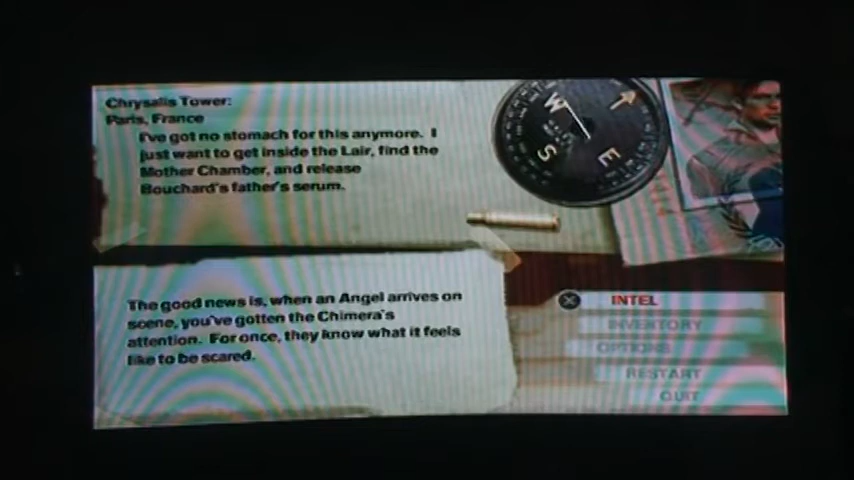 Chrysalis Tower:
Paris, France
I've got no stomach for this anymore. I
just want to get inside the Lair, find the
Mother Chamber, and release
Bouchard's father's serum.
W
S
E
The good news is, when an Angel arrives on
scene, you've gotten the Chimera's
attention. For once, they know what it feels
like to be scared.
INTEL
INVENTORY
OPTIONS
RESTART
QUIT